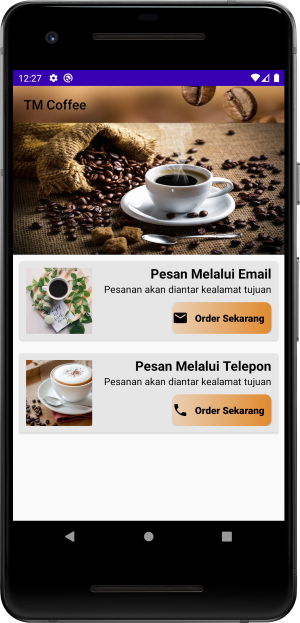 12:27
TM Coffee
Pesan Melalui Email
Pesanan akan diantar kealamat tujuan
Order Sekarang
Pesan Melalui Telepon
Pesanan akan diantar kealamat tujuan
Order Sekarang